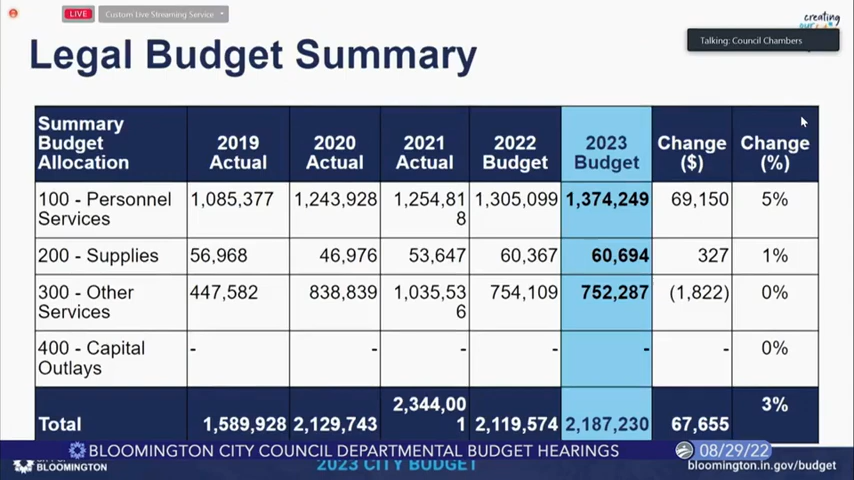 LIVE
Custom Live Streaming Service
creating
Talking: Council Chambers
Legal Budget Summary
Summary Budget Allocation 2019 Actual 2020 Actual 2021 Actual 2022 Budget 2023 Budget Change ($) Change (%)
100 - Personnel Services 1,085,377 1,243,928 1,254,818 1,305,099 1,374,249 69,150 5%
200 - Supplies 56,968 46,976 53,647 60,367 60,694 327 1%
300 - Other Services 447,582 838,839 1,035,536 754,109 752,287 (1,822) 0%
400 - Capital Outlays - - - - - - 0%
Total 1,589,928 2,129,743 2,344,001 2,119,574 2,187,230 67,655 3%
BLOOMINGTON CITY COUNCIL DEPARTMENTAL BUDGET HEARINGS 08/29/22
BLOOMINGTON 2023 CITY BUDGET bloomington.in.gov/budget